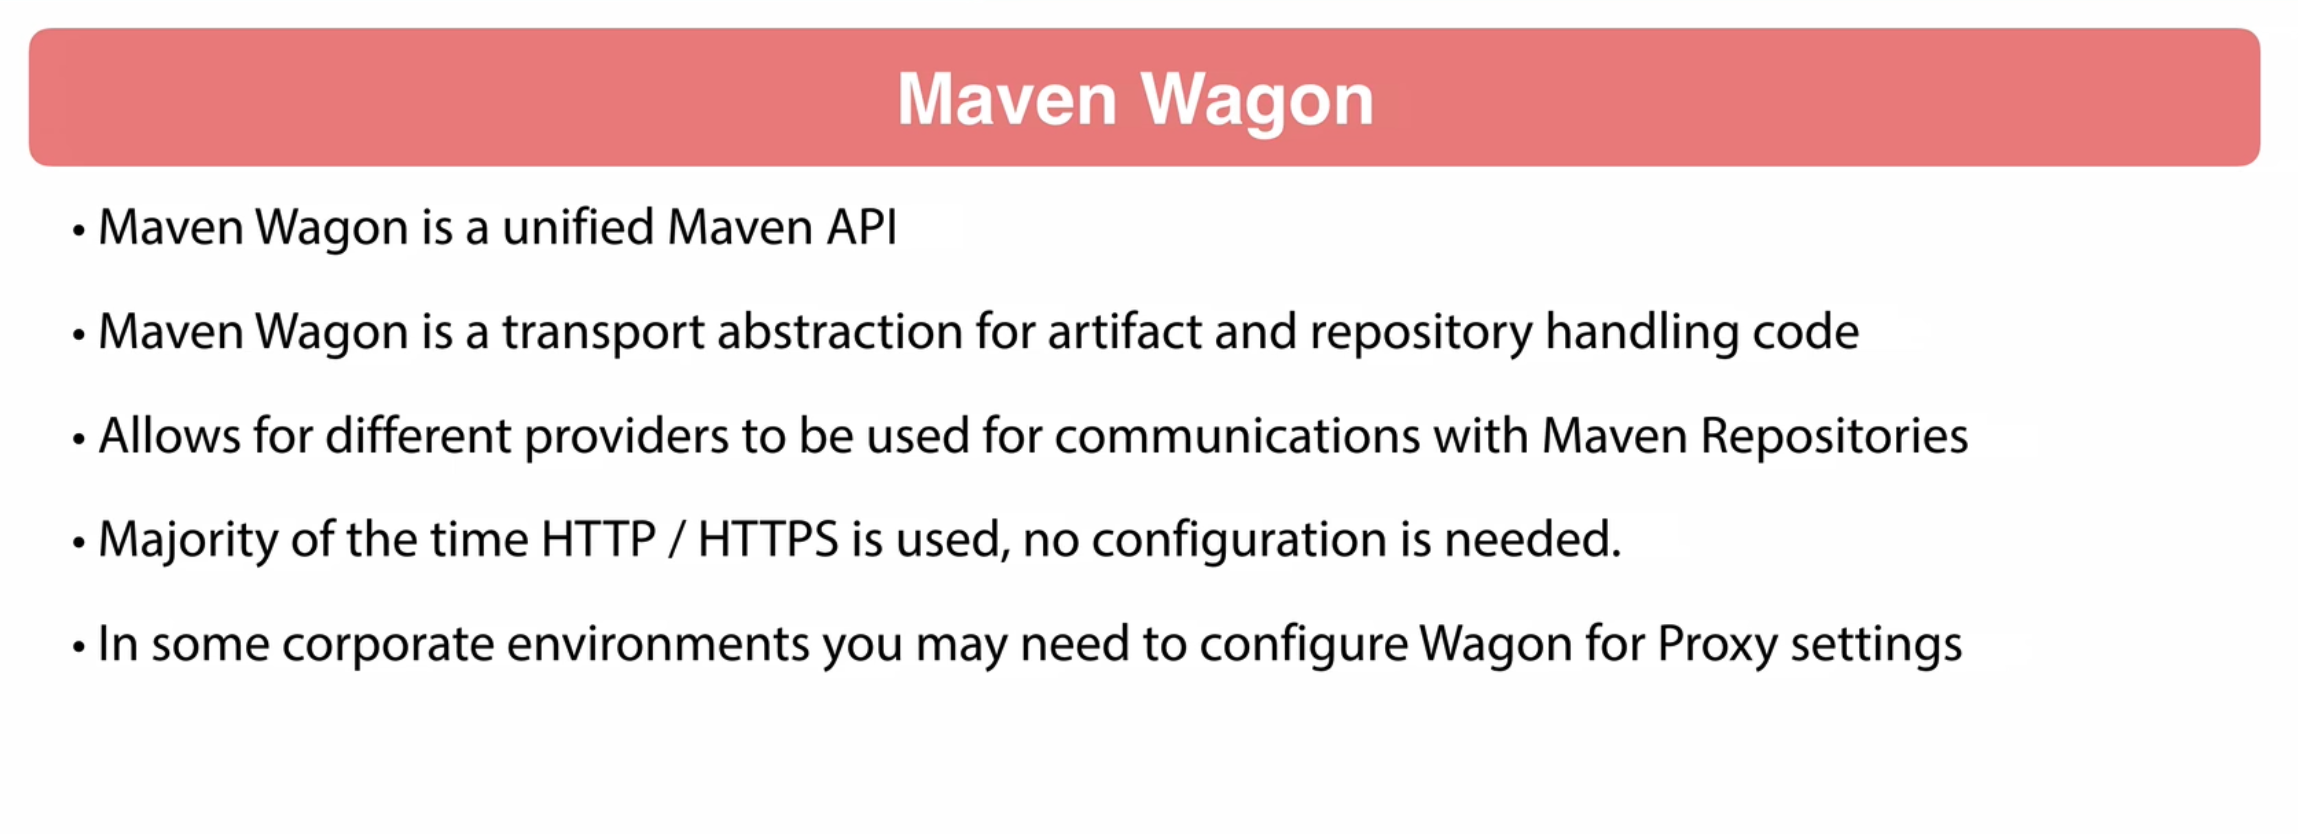 Maven Wagon
• Maven Wagon is a unified Maven API
• Maven Wagon is a transport abstraction for artifact and repository handling code
• Allows for different providers to be used for communications with Maven Repositories
• Majority of the time HTTP / HTTPS is used, no configuration is needed.
• In some corporate environments you may need to configure Wagon for Proxy settings